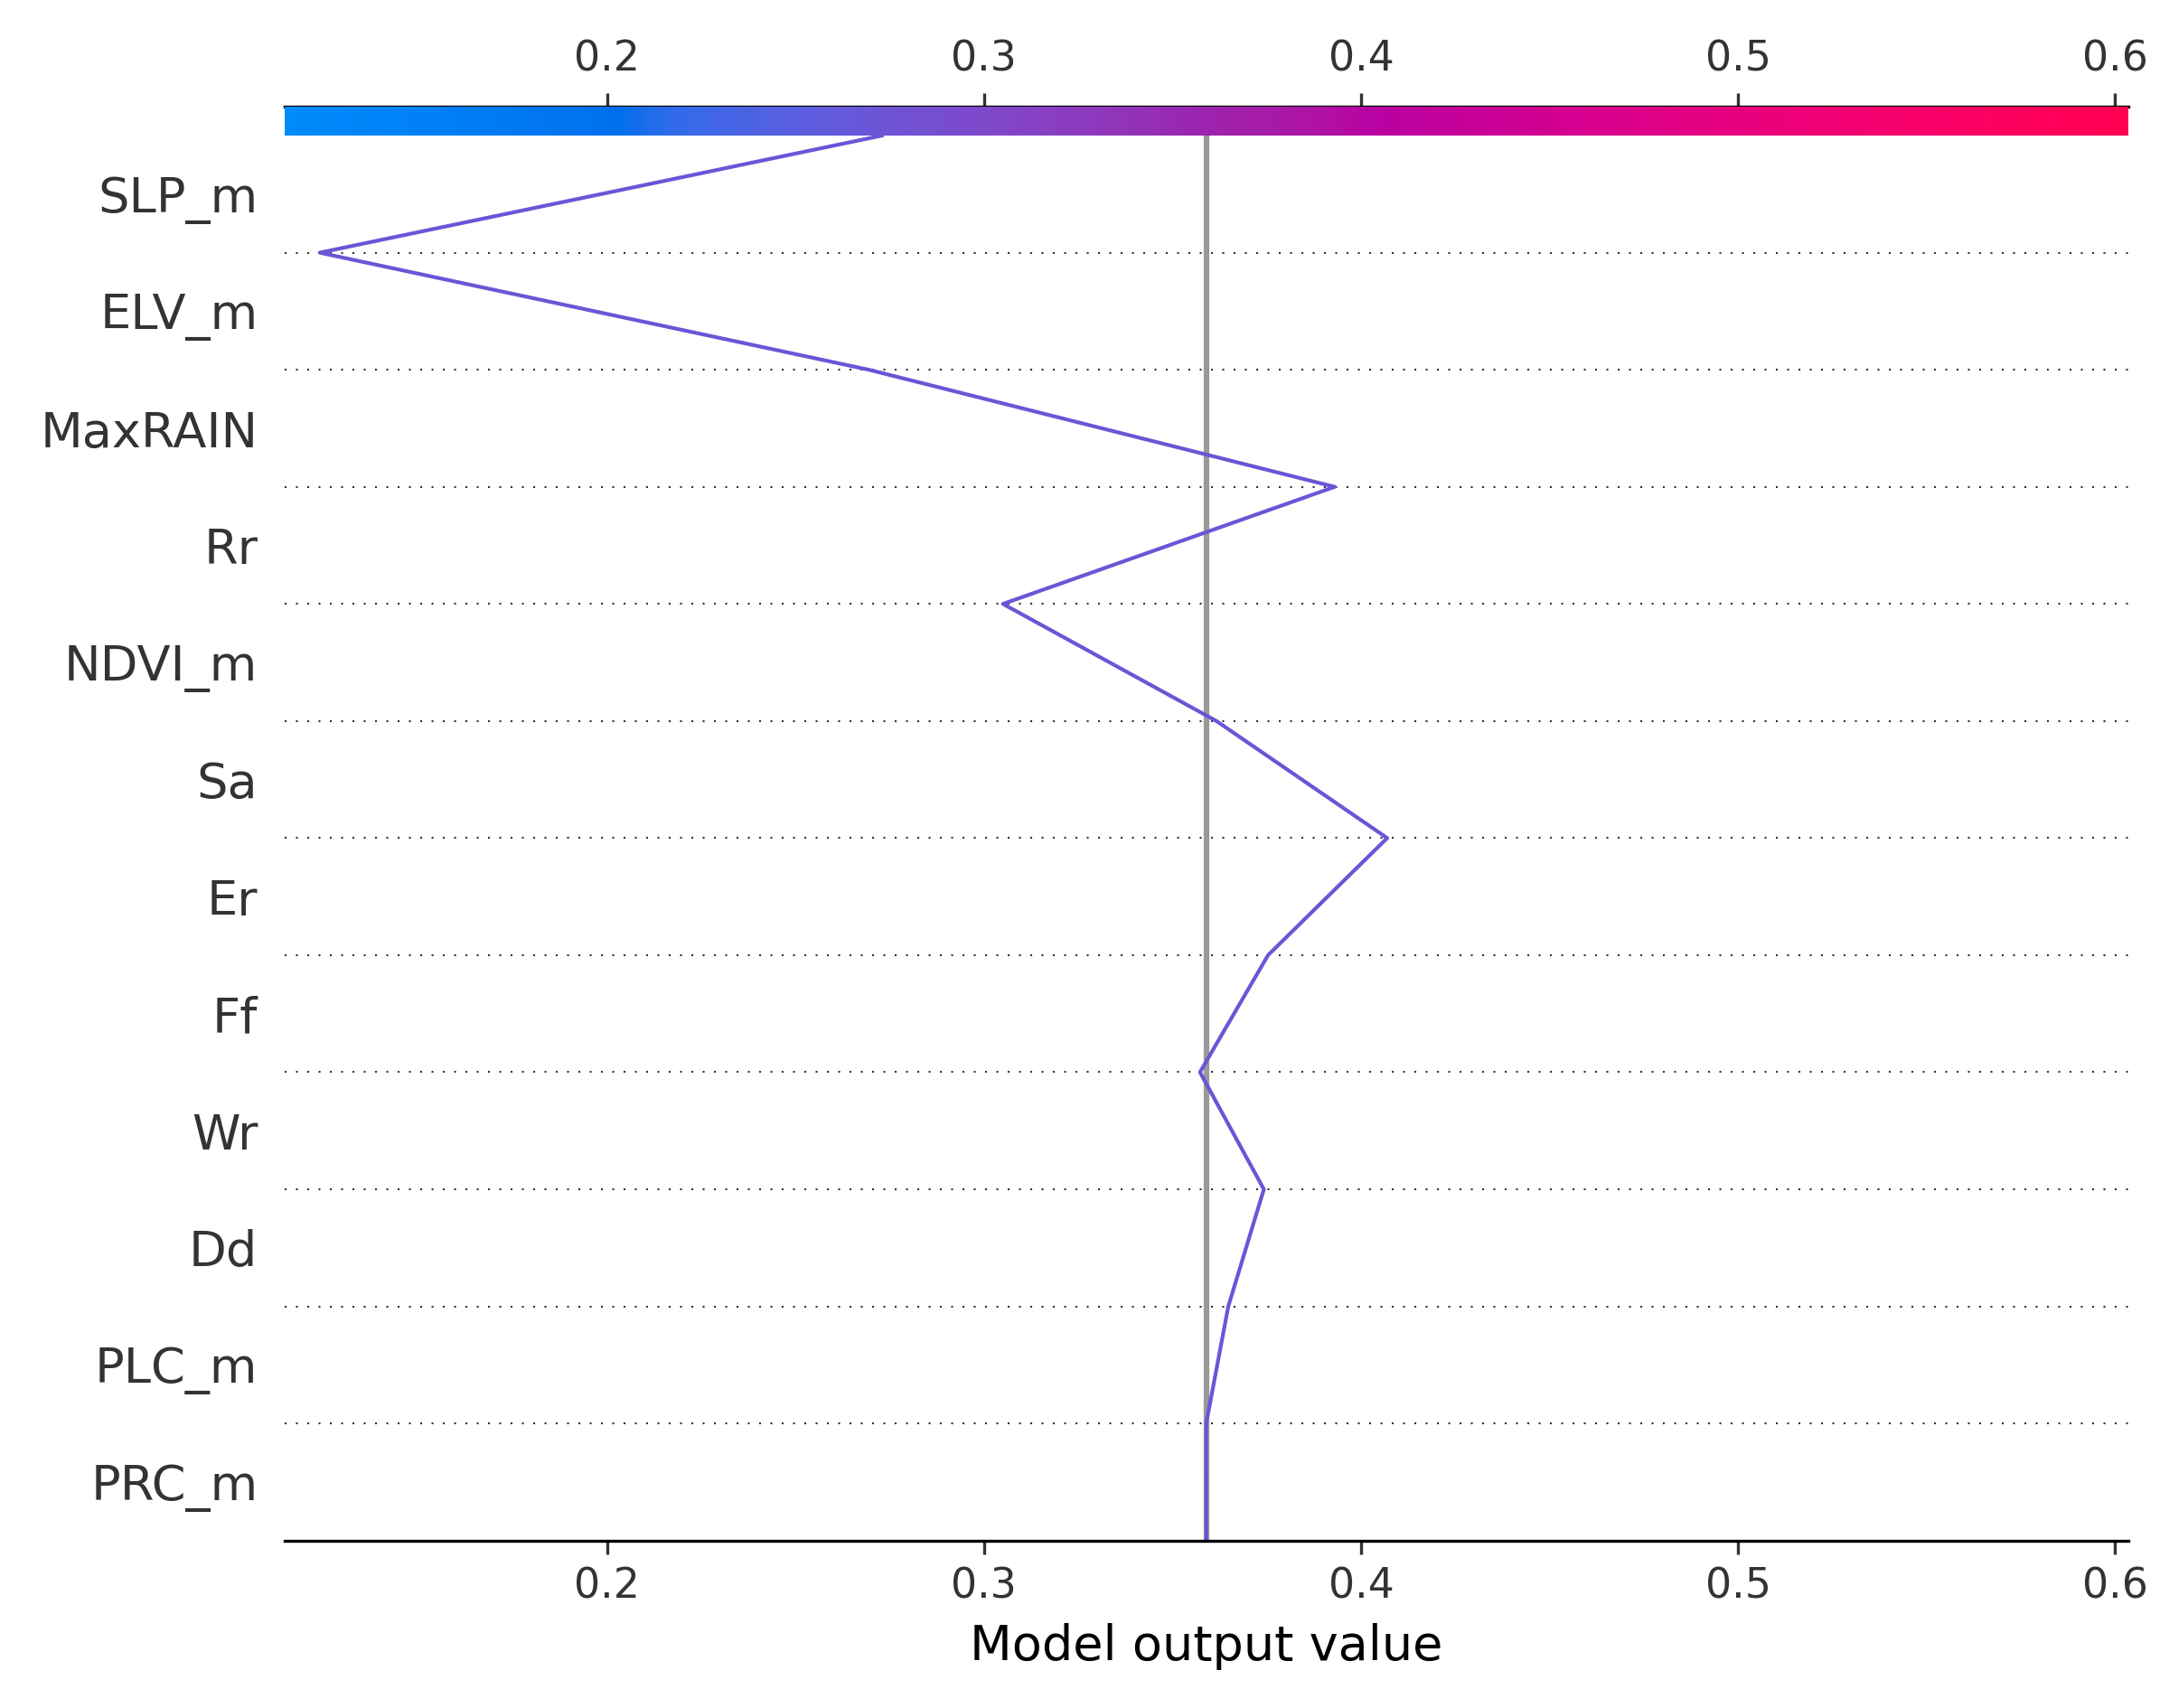 0.2 0.3 0.4 0.5 0.6
SLP_m
ELV_m
MaxRAIN
Rr
NDVI_m
Sa
Er
Ff
Wr
Dd
PLC_m
PRC_m
0.2 0.3 0.4 0.5 0.6
Model output value